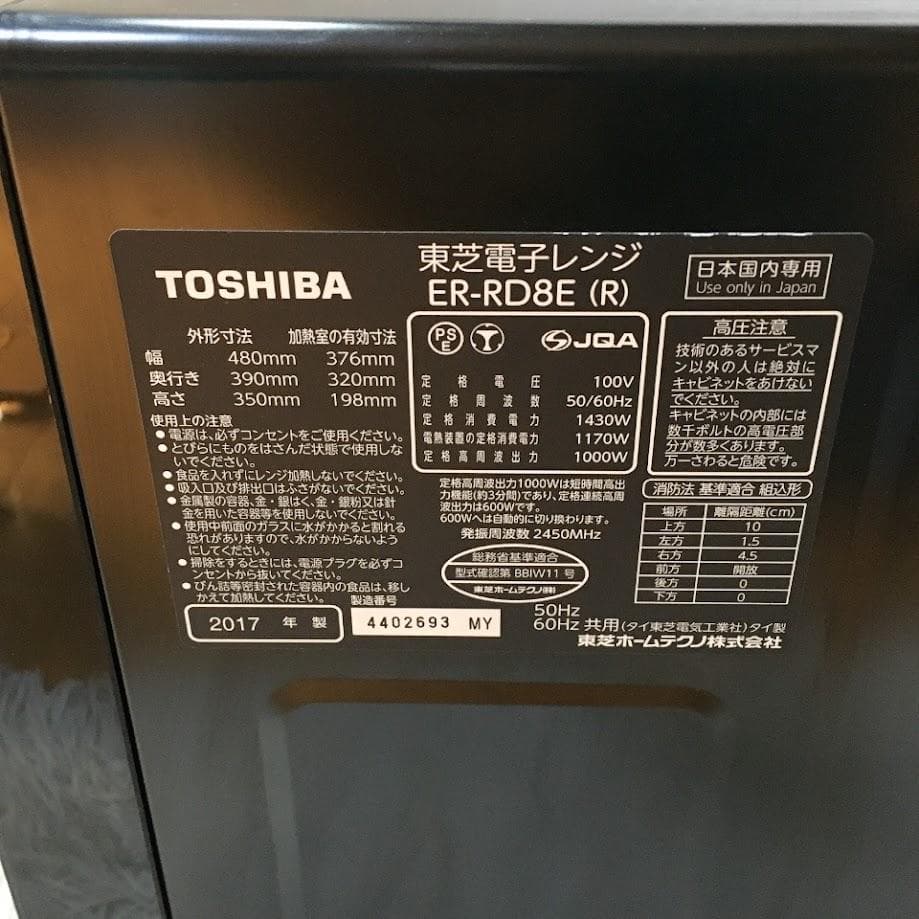 TOSHIBA
東芝電子レンジ
ER-RD8E (R)
日本国内専用
Use only in Japan
外形寸法 加熱室の有効寸法
幅 480mm 376mm
奥行き 390mm 320mm
高さ 350mm 198mm
使用上の注意
●電源は、必ずコンセントをご使用ください。
●とびらにものをはさんだ状態で使用しな
いでください。
●食品を入れずにレンジ加熱しないでください。
●吸入口及び排出口はふさがないでください。
●金属製の容器、金・銀はく、金・銀粉又は針
金を用いた容器等を使用しないでください。
●使用中前面のガラスに水がかかると割れる
恐れがありますので、水がかからないよう
にしてください。
●掃除をするときには、電源プラグを必ずコ
ンセントから抜いてください。
●びん詰等密封された容器内の食品は、移し
かえて加熱してください。
製造番号
2017 年 製
4402693 MY
PS
E
JQA
定格電圧 100V
定格周波数 50/60Hz
定格消費電力 1430W
電熱装置の定格消費電力 1170W
定格高周波出力 1000W
定格高周波出力1000Wは短時間高出
力機能(約3分間)であり、定格連続高周
波出力は600Wです。
600Wへは自動的に切り換わります。
発振周波数 2450MHz
総務省基準適合
型式確認第 BBIW11 号
東芝ホームテクノ(株)
高圧注意
技術のあるサービスマ
ン以外の人は絶対に
キャビネットをあけない
でください。
キャビネットの内部には
数千ボルトの高電圧部
分が数多くあります。
万一さわると危険です。
消防法 基準適合 組込形
場所 離隔距離(cm)
上方 10
左方 1.5
右方 4.5
前方 開放
後方 0
下方 0
50Hz
60Hz 共用 (タイ東芝電気工業社) タイ製
東芝ホームテクノ株式会社